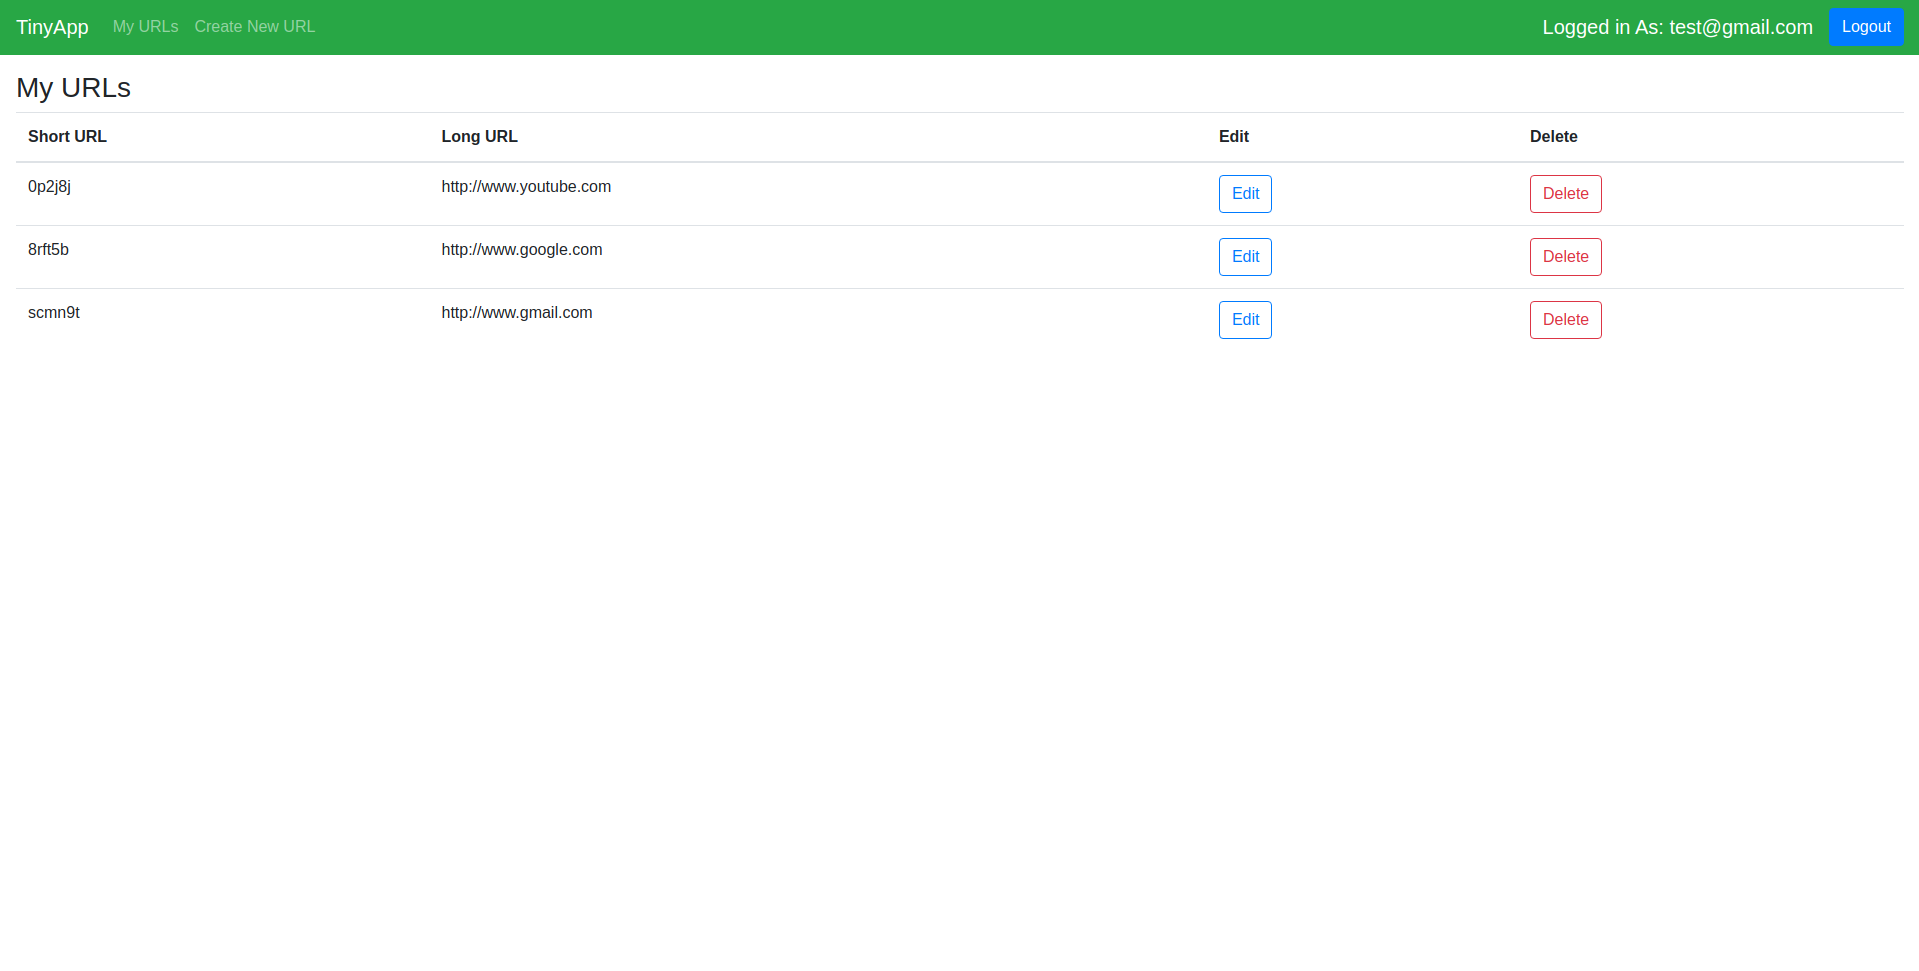 TinyApp My URLs Create New URL Logged in As: test@gmail.com Logout
My URLs
Short URL Long URL Edit Delete
0p2j8j http://www.youtube.com Edit Delete
8rft5b http://www.google.com Edit Delete
scmn9t http://www.gmail.com Edit Delete